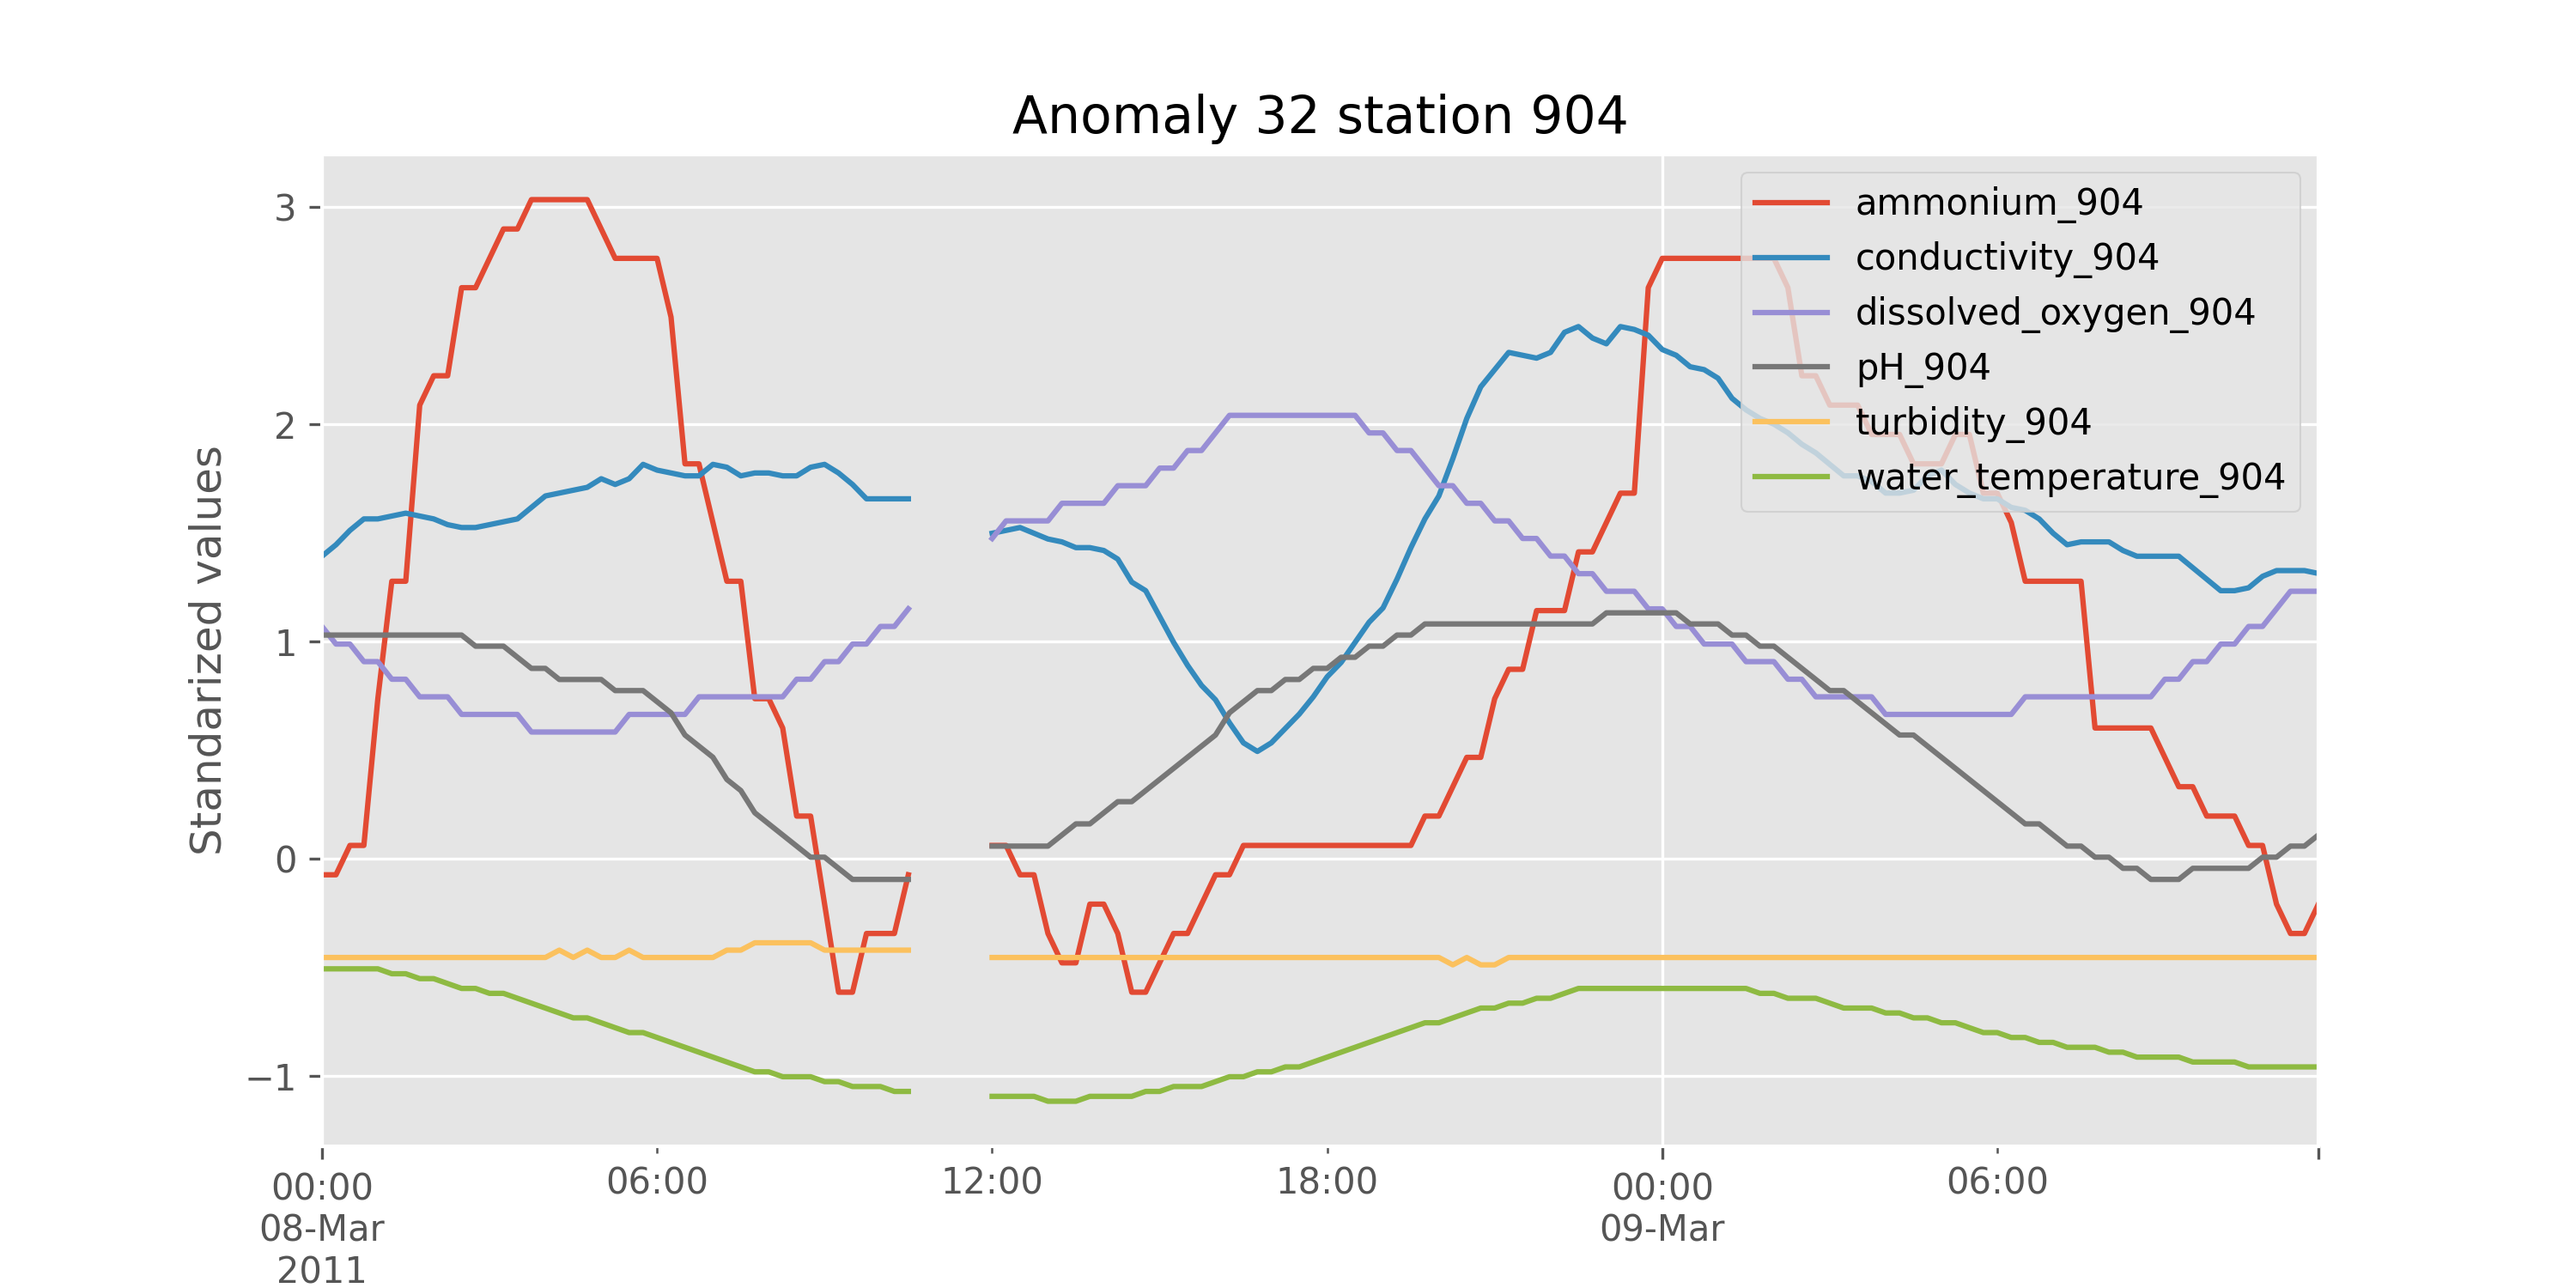 Anomaly 32 station 904
3
2
1
0
−1
Standarized values
ammonium_904
conductivity_904
dissolved_oxygen_904
pH_904
turbidity_904
water_temperature_904
00:00
08-Mar
2011
06:00
12:00
18:00
00:00
09-Mar
06:00